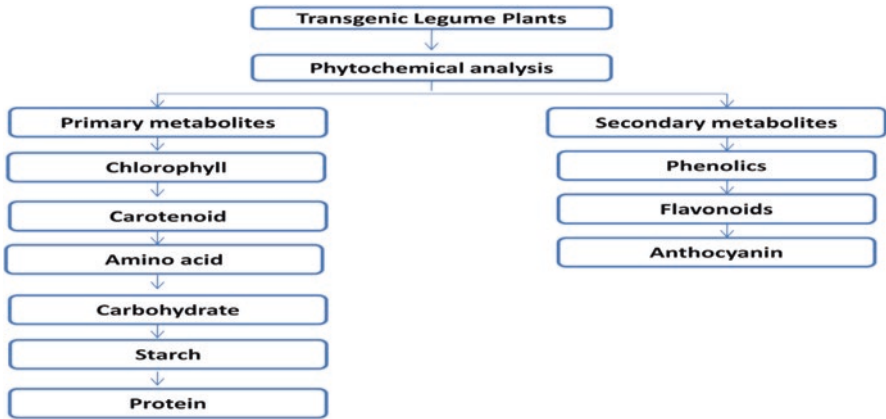 Transgenic Legume Plants
Phytochemical analysis
Primary metabolites
Chlorophyll
Carotenoid
Amino acid
Carbohydrate
Starch
Protein
Secondary metabolites
Phenolics
Flavonoids
Anthocyanin